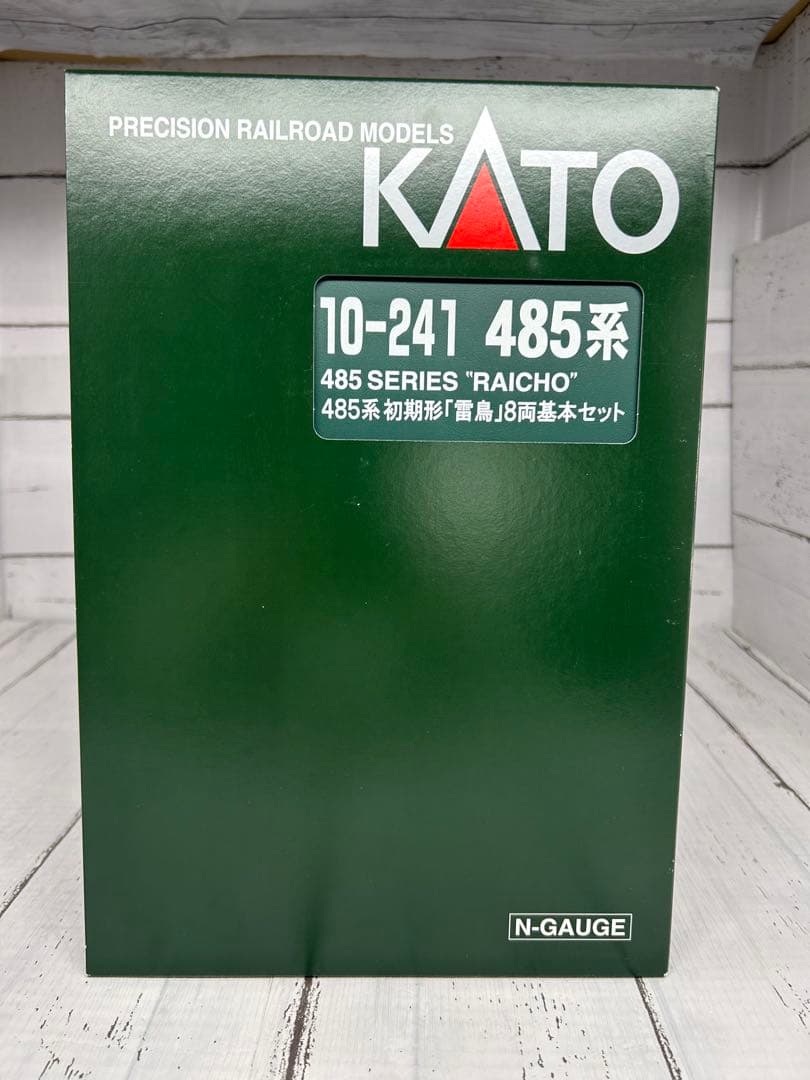 PRECISION RAILROAD MODELS
KATO
10-241 485系
485 SERIES "RAICHO"
485系初期形「雷鳥」8両基本セット
N-GAUGE